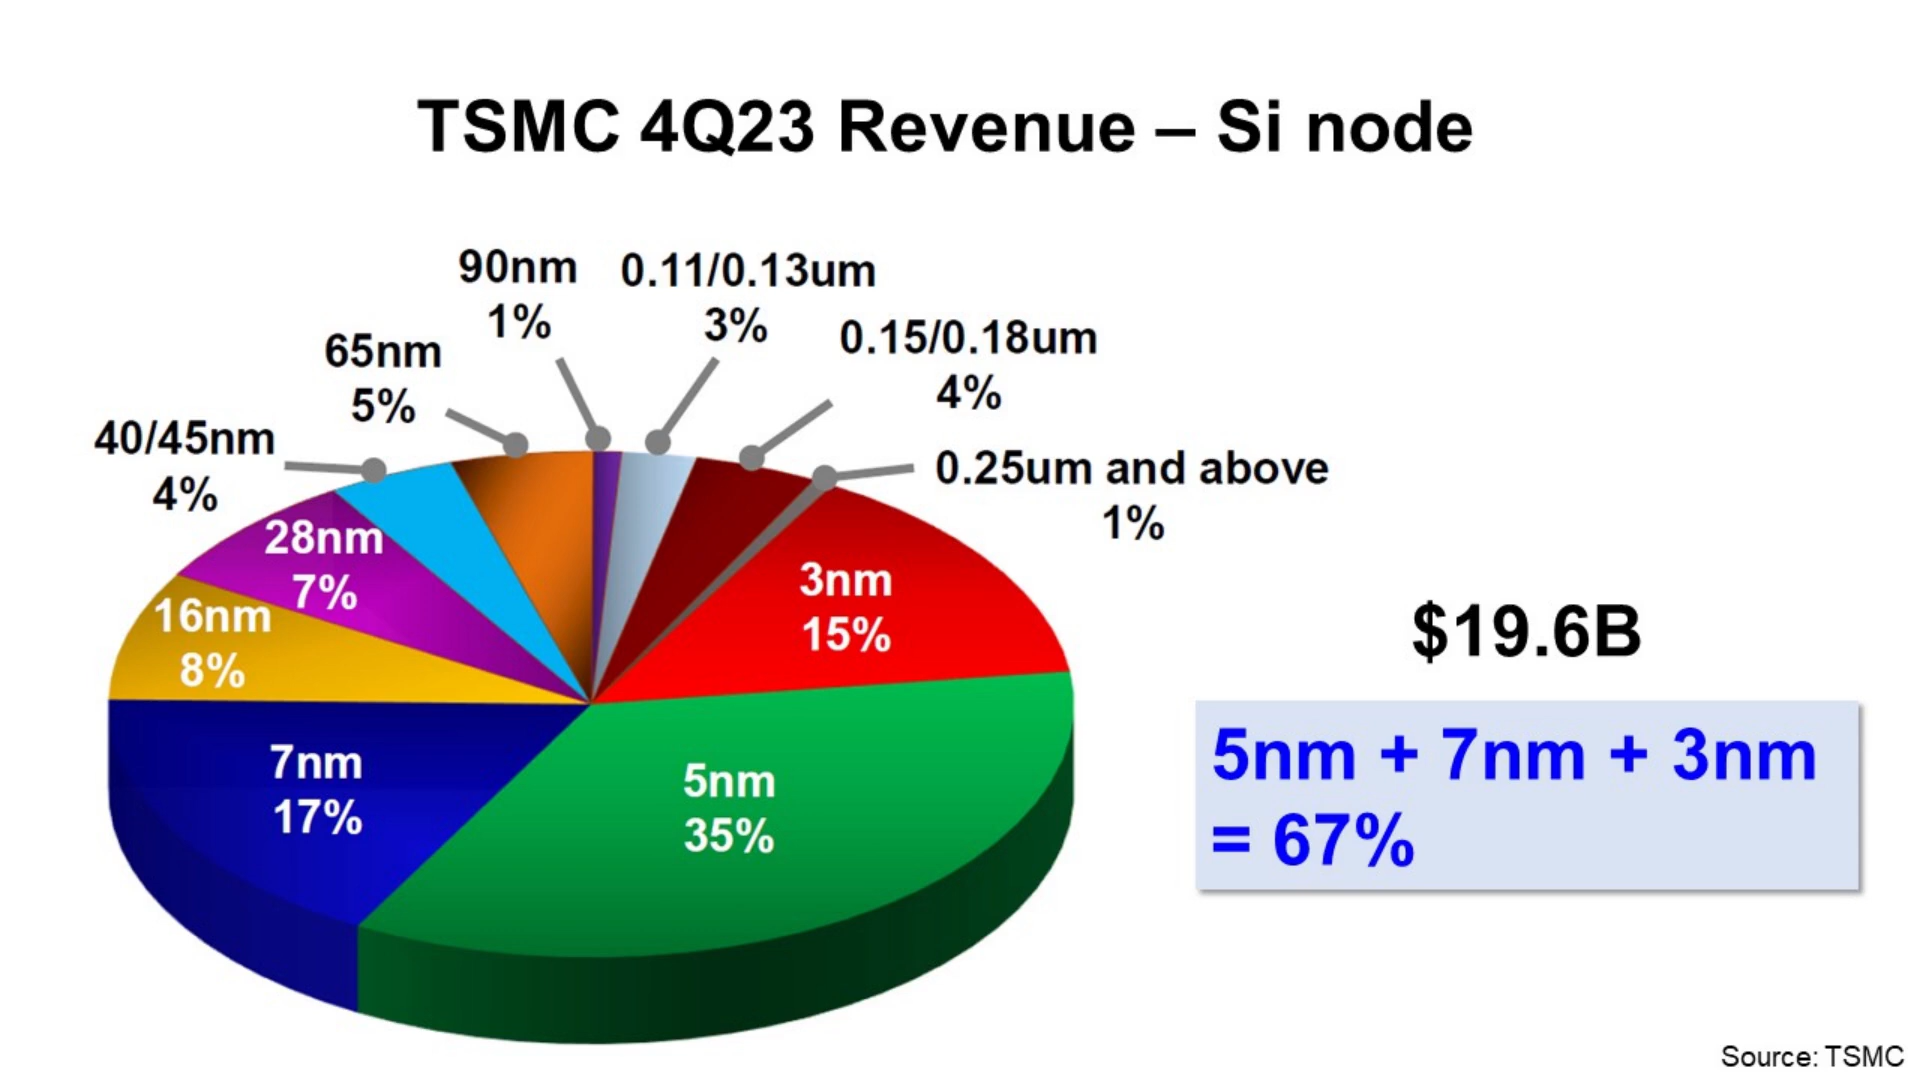 TSMC 4Q23 Revenue – Si node
90nm
1%
0.11/0.13um
3%
0.15/0.18um
4%
65nm
5%
40/45nm
4%
0.25um and above
1%
28nm
7%
16nm
8%
3nm
15%
7nm
17%
5nm
35%
$19.6B
5nm + 7nm + 3nm
= 67%
Source: TSMC